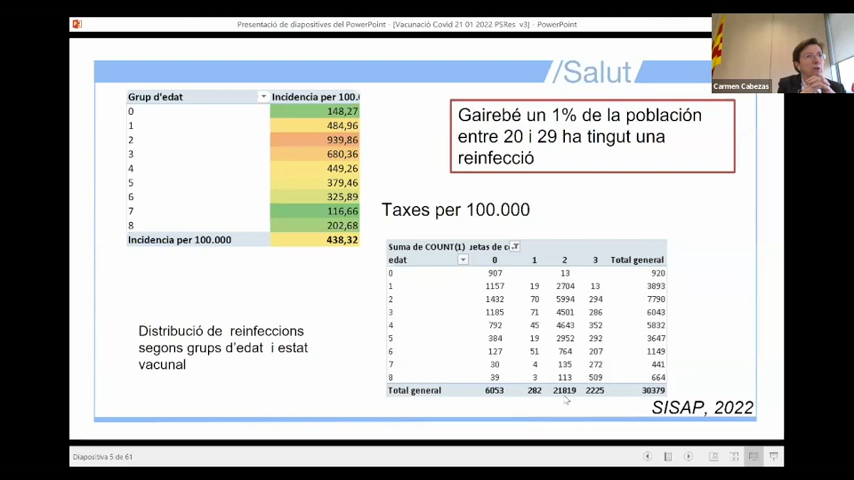 Presentació de diapositives del PowerPoint - [Vacunació Covid 21 01 2022 PSRes v3] - PowerPoint
Carmen Cabezas
/Salut
Grup d'edat Incidencia per 100.(
0 148,27
1 484,96
2 939,86
3 680,36
4 449,26
5 379,46
6 325,89
7 116,66
8 202,68
Incidencia per 100.000 438,32
Gairebé un 1% de la població
entre 20 i 29 ha tingut una
reinfecció
Taxes per 100.000
Suma de COUNT(1)
edat 0 1 2 3 Total general
0 907 13 920
1 1157 19 2704 13 3893
2 1432 70 5994 294 7790
3 1185 71 4501 286 6043
4 792 45 4643 352 5832
5 384 19 2952 292 3647
6 127 51 764 207 1149
7 30 4 135 272 441
8 39 3 113 509 664
Total general 6053 282 21819 2225 30379
Distribució de reinfeccions
segons grups d'edat i estat
vacunal
SISAP, 2022
Diapositiva 5 de 61